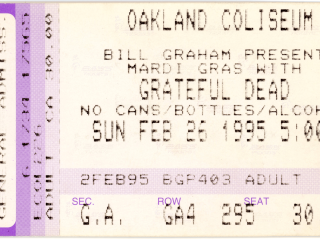 OAKLAND COLISEUM
BILL GRAHAM PRESENT
MARDI GRAS WITH
GRATEFUL DEAD
NO CANS/BOTTLES/ALCOH
SUN FEB 26 1995 5:00
2FEB95 BGP403 ADULT
SEC. ROW SEAT
G.A. GA4 295 30